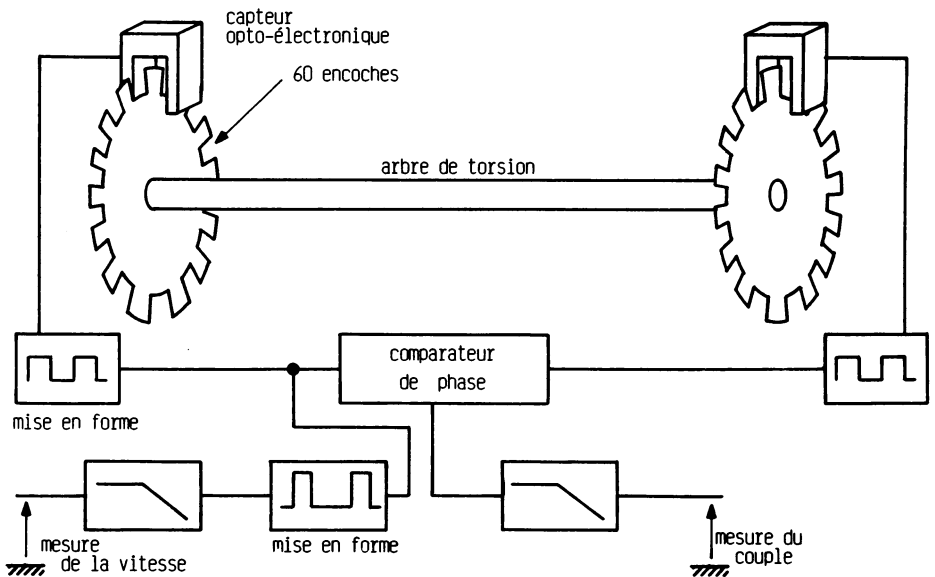 capteur
opto-électronique
60 encoches
arbre de torsion
comparateur
de phase
mise en forme
mise en forme
mesure
de la vitesse
mesure du
couple